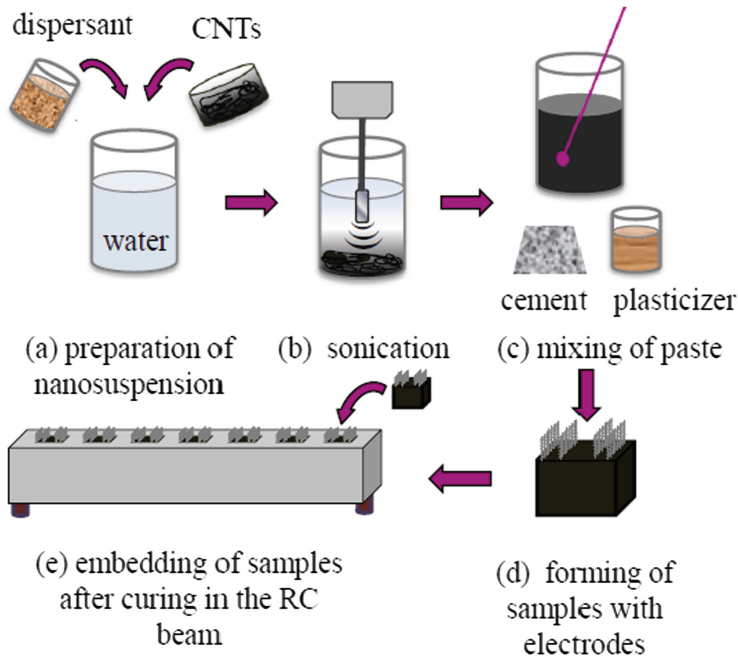 dispersant
CNTs
water
cement
plasticizer
(a) preparation of
nanosuspension
(b) sonication
(c) mixing of paste
(e) embedding of samples
after curing in the RC
beam
(d) forming of
samples with
electrodes